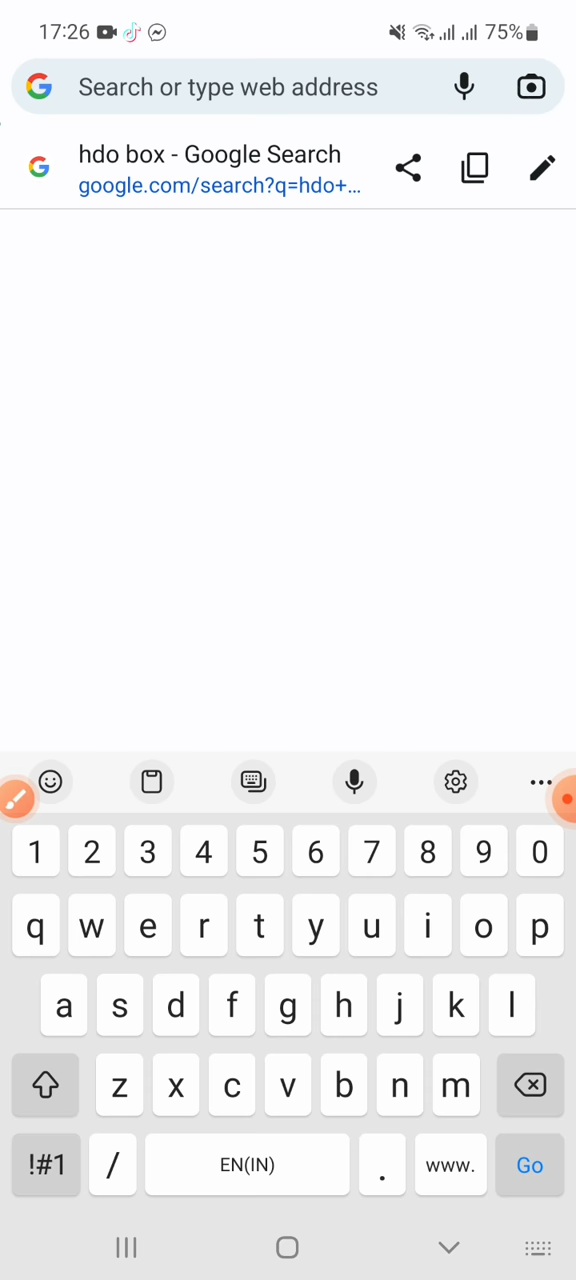 17:26 75%
Search or type web address
hdo box - Google Search
google.com/search?q=hdo+...
1 2 3 4 5 6 7 8 9 0
q w e r t y u i o p
a s d f g h j k l
z x c v b n m
!#1 / EN(IN) . www. Go